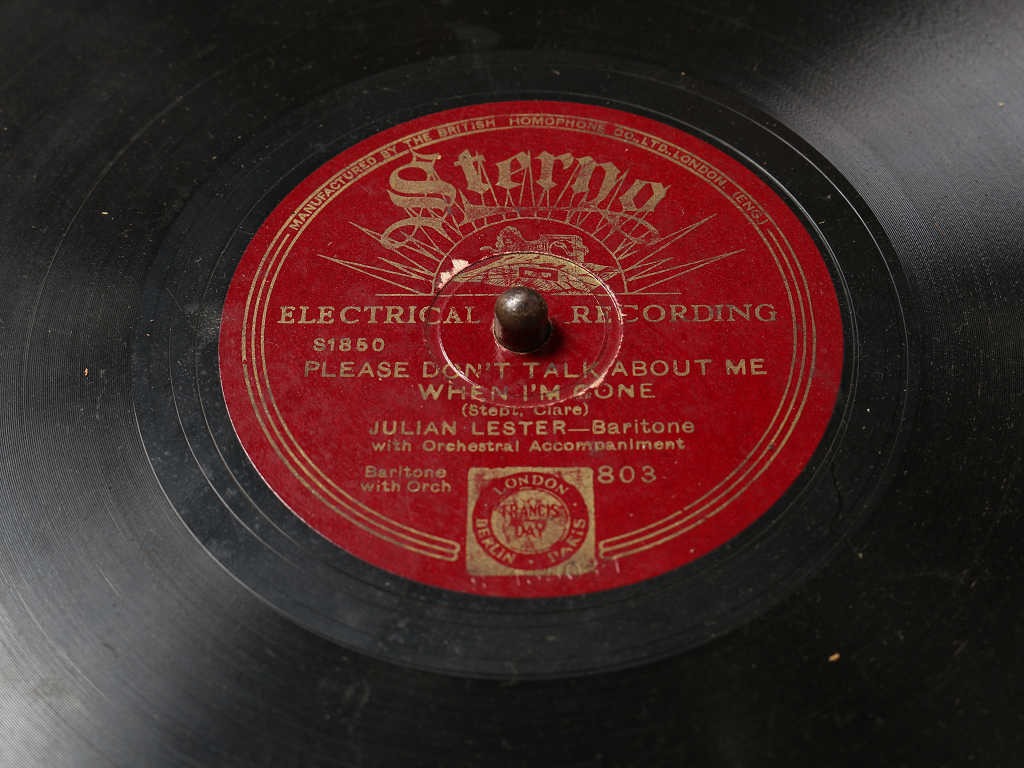 MANUFACTURED BY THE BRITISH HOMOPHONE CO., LTD., LONDON. (ENG.)
Sterno
ELECTRICAL RECORDING
S1850
PLEASE DON'T TALK ABOUT ME
WHEN I'M GONE
(Stept, Clare)
JULIAN LESTER—Baritone
with Orchestral Accompaniment
Baritone
with Orch
803
LONDON
FRANCIS
DAY
BERLIN · PARIS